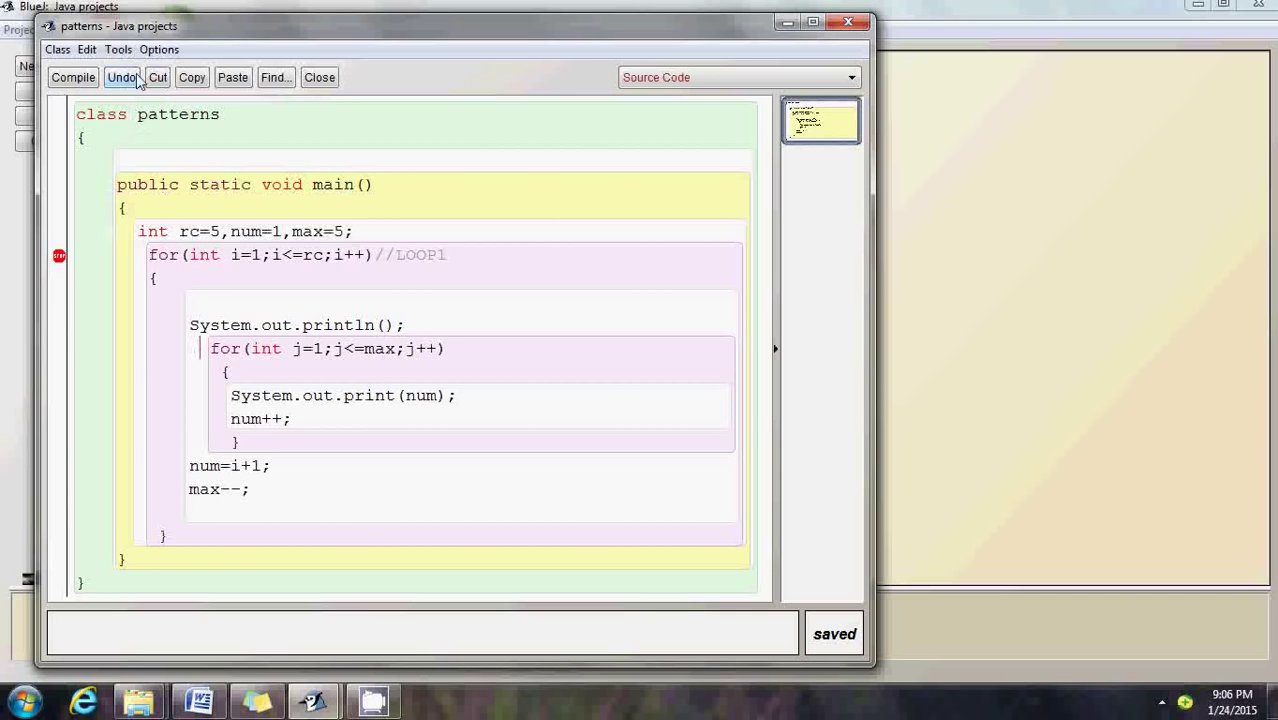 BlueJ: Java projects
patterns - Java projects
Class Edit Tools Options
Compile Undo Cut Copy Paste Find... Close
Source Code
class patterns
{
public static void main()
{
int rc=5,num=1,max=5;
for(int i=1;i<=rc;i++)//LOOP1
{
System.out.println();
for(int j=1;j<=max;j++)
{
System.out.print(num);
num++;
}
num=i+1;
max--;
}
}
}
saved
9:06 PM
1/24/2015